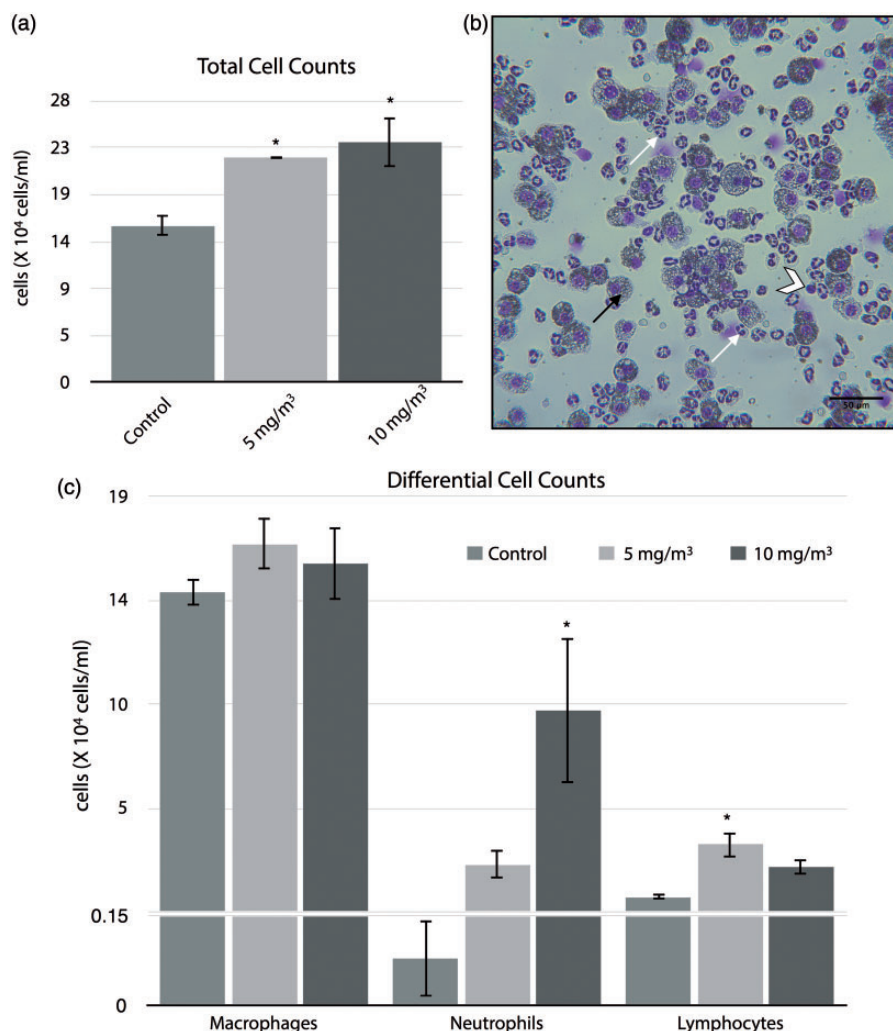 (a)
Total Cell Counts
cells (X 10⁴ cells/ml)
28
23
19
14
9
5
0
*
*
Control
5 mg/m³
10 mg/m³
(b)
50 µm
(c)
Differential Cell Counts
cells (X 10⁴ cells/ml)
19
14
10
5
0.15
0
Control
5 mg/m³
10 mg/m³
*
*
Macrophages
Neutrophils
Lymphocytes